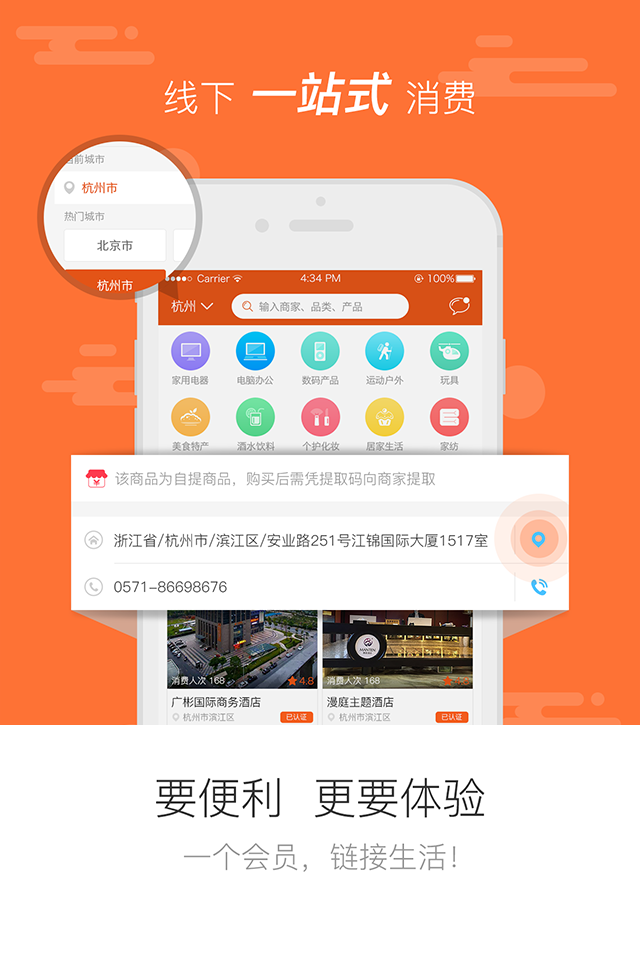 线下 一站式 消费
当前城市
杭州市
热门城市
北京市
杭州市
Carrier
4:34 PM
100%
杭州
输入商家、品类、产品
家用电器 电脑办公 数码产品 运动户外 玩具
美食特产 酒水饮料 个护化妆 居家生活 家纺
该商品为自提商品，购买后需凭提取码向商家提取
浙江省/杭州市/滨江区/安业路251号江锦国际大厦1517室
0571-86698676
MANTEN
消费人次 168 4.8 消费人次 168
广彬国际商务酒店 漫庭主题酒店
杭州市滨江区 已认证 杭州市滨江区 已认证
要便利 更要体验
一个会员，链接生活！